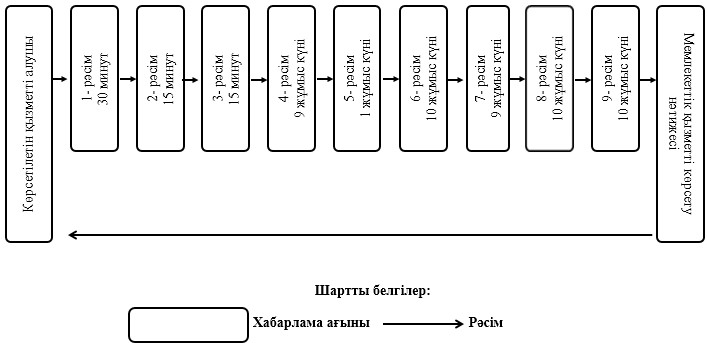 Көрсетілетін қызметті алушы
1- рәсім
30 минут
2- рәсім
15 минут
3- рәсім
15 минут
4- рәсім
9 жұмыс күні
5- рәсім
1 жұмыс күні
6- рәсім
10 жұмыс күні
7- рәсім
9 жұмыс күні
8- рәсім
10 жұмыс күні
9- рәсім
10 жұмыс күні
Мемлекеттік қызметті көрсету
нәтижесі
Шартты белгілер:
Хабарлама ағыны
Рәсім